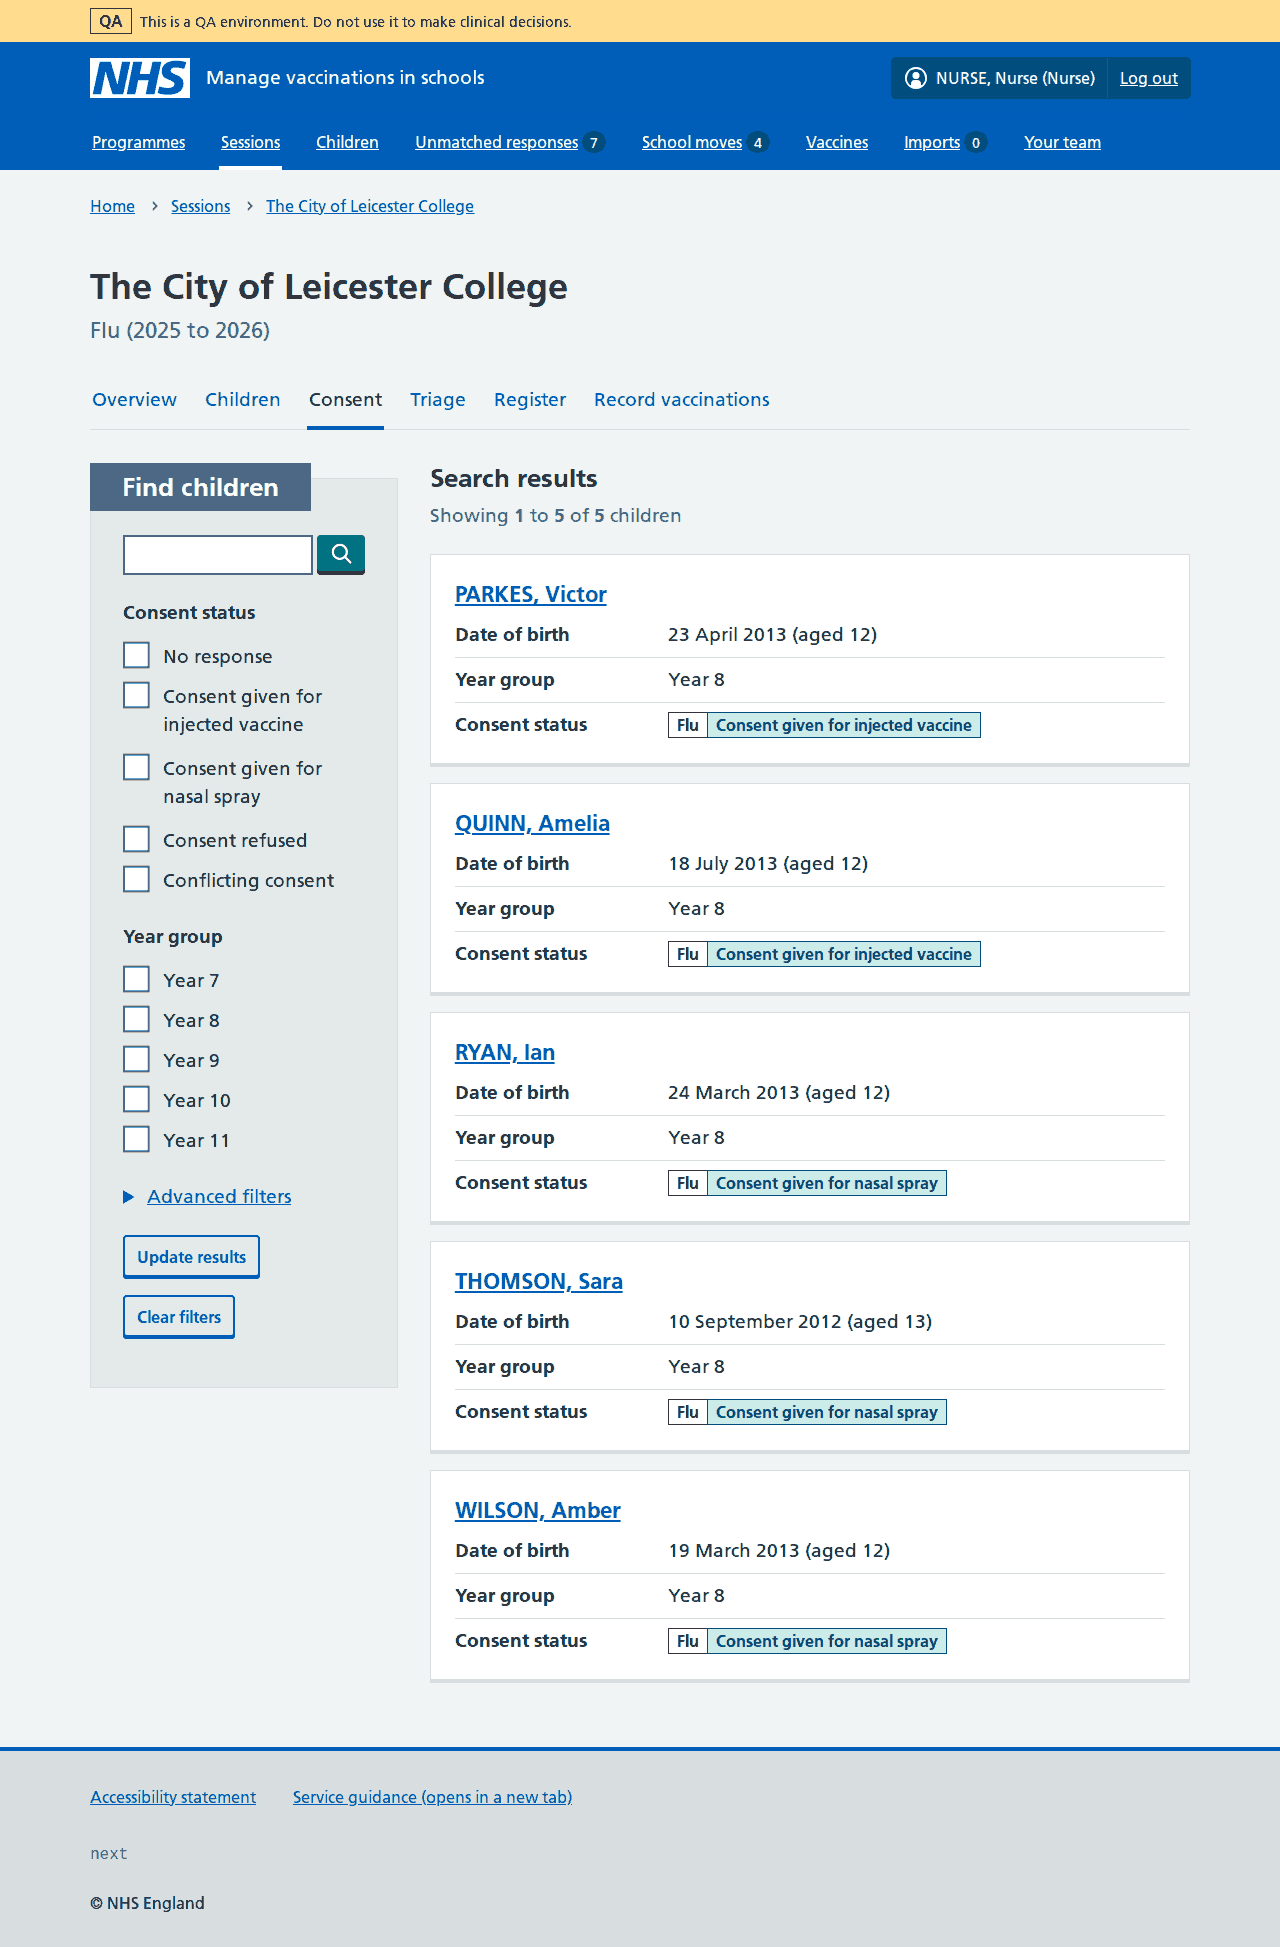 QA This is a QA environment. Do not use it to make clinical decisions.
NHS Manage vaccinations in schools NURSE, Nurse (Nurse) Log out
Programmes Sessions Children Unmatched responses 7 School moves 4 Vaccines Imports 0 Your team
Home Sessions The City of Leicester College
The City of Leicester College
Flu (2025 to 2026)
Overview Children Consent Triage Register Record vaccinations
Find children
Consent status
No response
Consent given for
injected vaccine
Consent given for
nasal spray
Consent refused
Conflicting consent
Year group
Year 7
Year 8
Year 9
Year 10
Year 11
Advanced filters
Update results
Clear filters
Search results
Showing 1 to 5 of 5 children
PARKES, Victor
Date of birth 23 April 2013 (aged 12)
Year group Year 8
Consent status Flu Consent given for injected vaccine
QUINN, Amelia
Date of birth 18 July 2013 (aged 12)
Year group Year 8
Consent status Flu Consent given for injected vaccine
RYAN, Ian
Date of birth 24 March 2013 (aged 12)
Year group Year 8
Consent status Flu Consent given for nasal spray
THOMSON, Sara
Date of birth 10 September 2012 (aged 13)
Year group Year 8
Consent status Flu Consent given for nasal spray
WILSON, Amber
Date of birth 19 March 2013 (aged 12)
Year group Year 8
Consent status Flu Consent given for nasal spray
Accessibility statement Service guidance (opens in a new tab)
next
© NHS England